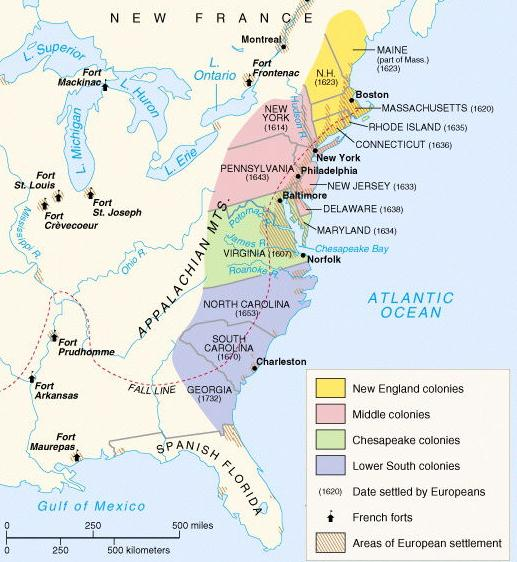 NEW FRANCE
Montreal
L. Superior
Fort
Mackinac
L. Huron
L.
Ontario
Fort
Frontenac
L. Michigan
L. Erie
Hudson R.
MAINE
(part of Mass.)
(1623)
N.H.
(1623)
Boston
MASSACHUSETTS (1620)
RHODE ISLAND (1635)
CONNECTICUT (1636)
NEW
YORK
(1614)
New York
PENNSYLVANIA
(1643)
Philadelphia
NEW JERSEY (1633)
Baltimore
DELAWARE (1638)
MARYLAND (1634)
Fort
St. Louis
Fort
Crèvecoeur
Fort
St. Joseph
Mississippi R.
Ohio R.
APPALACHIAN MTS.
Potomac R.
James R.
VIRGINIA (1607)
Chesapeake Bay
Norfolk
Roanoke R.
NORTH CAROLINA
(1653)
SOUTH
CAROLINA
(1670)
Charleston
GEORGIA
(1732)
FALL LINE
ATLANTIC
OCEAN
Fort
Prudhomme
Fort
Arkansas
Fort
Maurepas
SPANISH FLORIDA
Gulf of Mexico
0 250 500 miles
0 250 500 kilometers
New England colonies
Middle colonies
Chesapeake colonies
Lower South colonies
(1620) Date settled by Europeans
French forts
Areas of European settlement